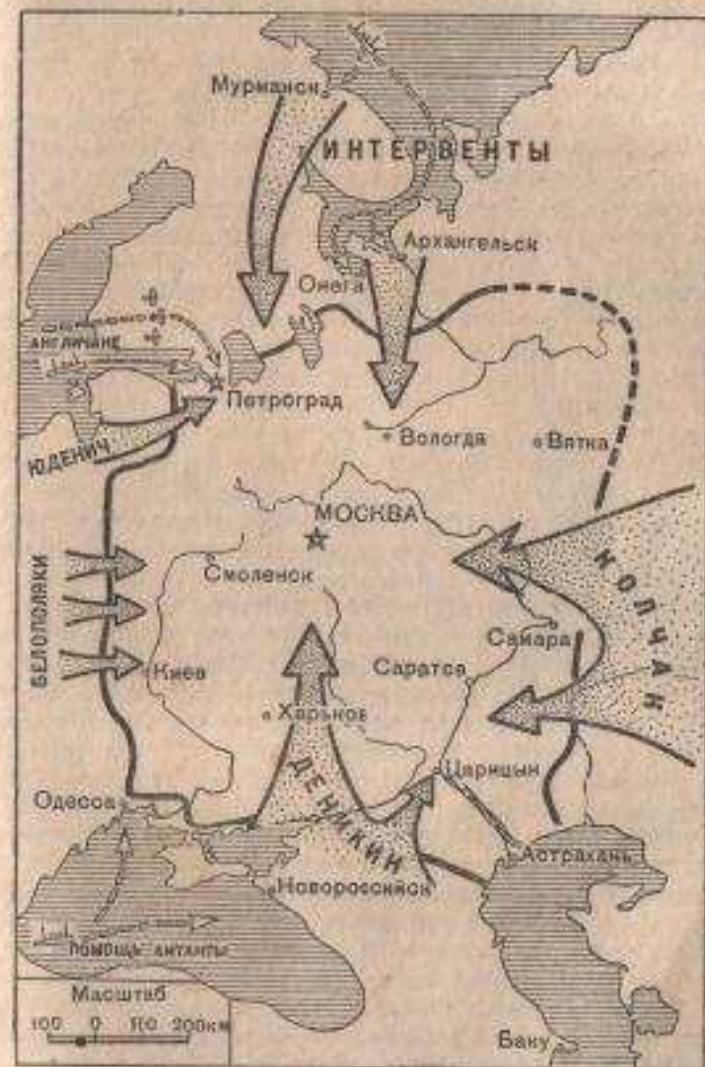 Мурманск
ИНТЕРВЕНТЫ
Архангельск
Онега
АНГЛИЧАНЕ
Петроград
Вологда
Вятка
ЮДЕНИЧ
МОСКВА
Смоленск
КОЛЧАК
Самара
БЕЛОПОЛЯКИ
Киев
Саратов
Харьков
Царицын
ДЕНИКИН
Одесса
Астрахань
Новороссийск
ПОМОЩЬ АНТАНТЫ
Масштаб
100 0 100 200км
Баку